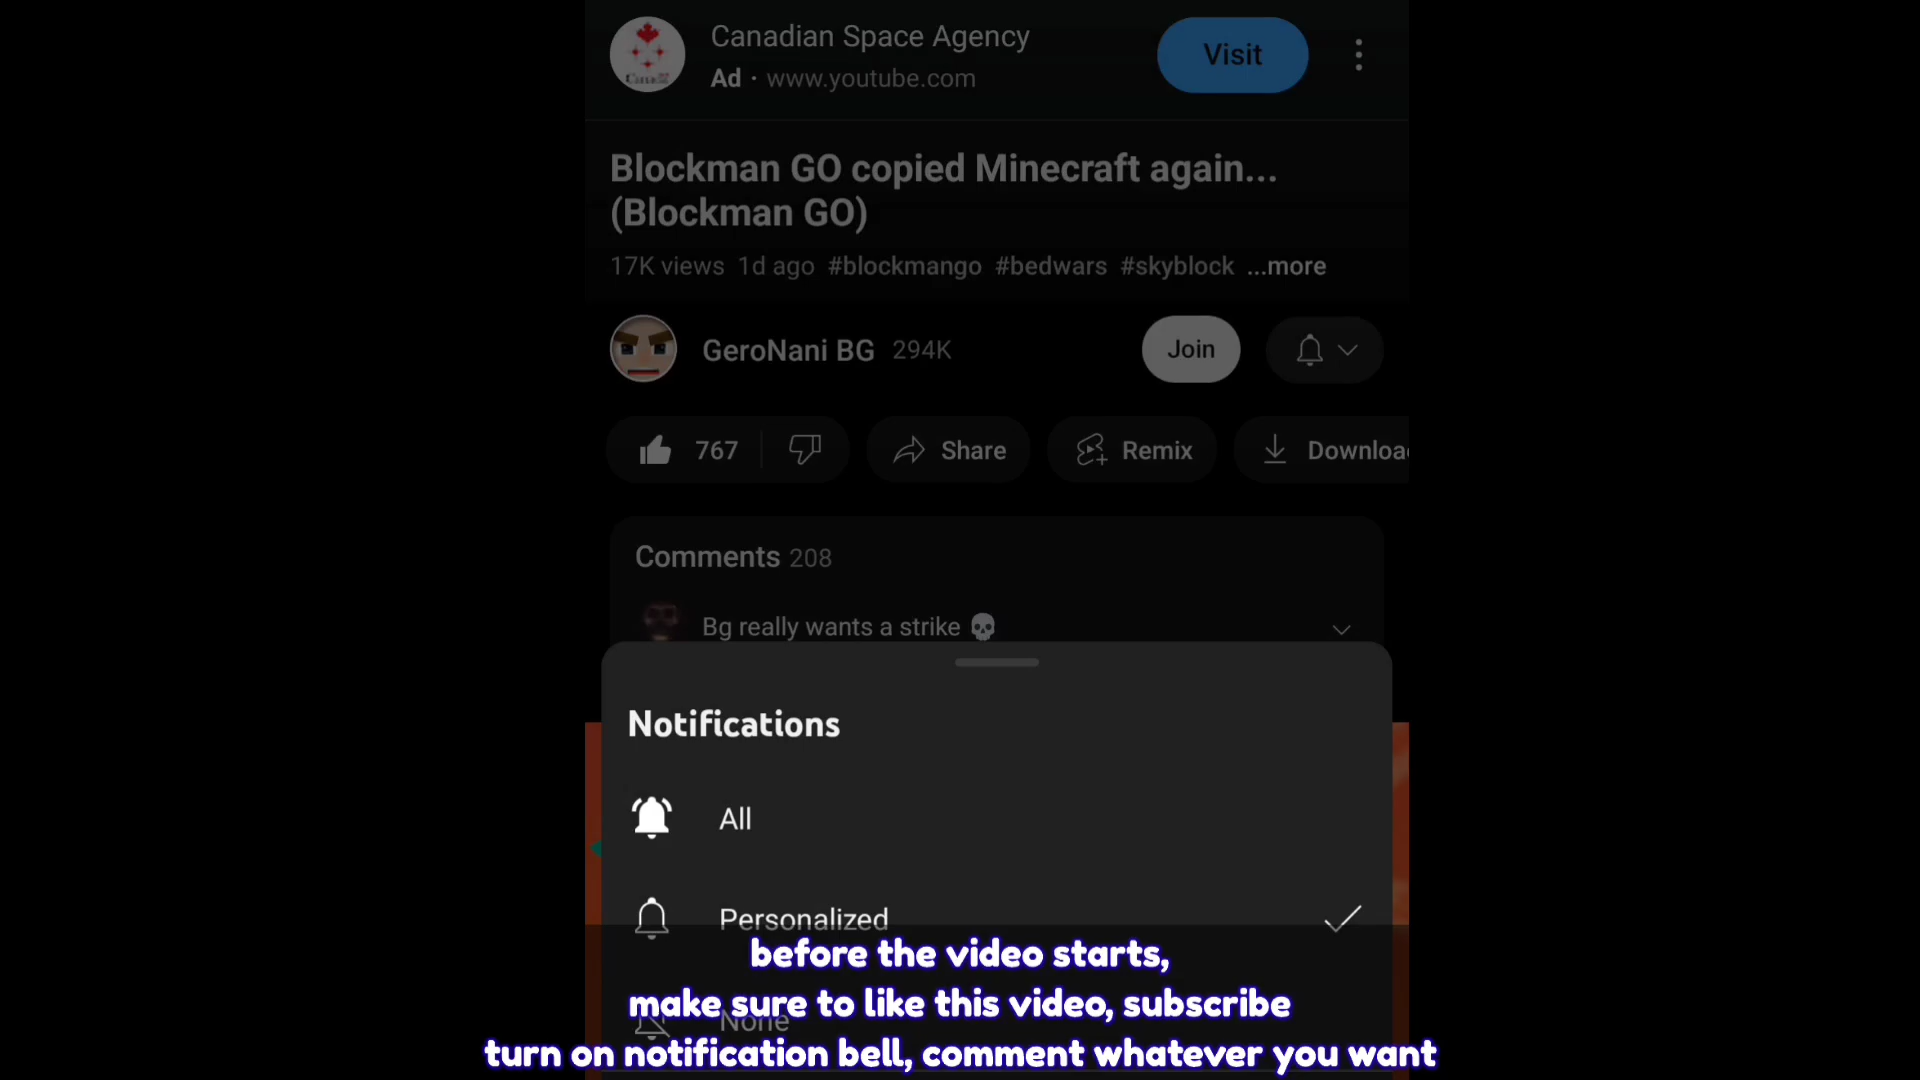 Canadian Space Agency
Visit
Ad · www.youtube.com
Blockman GO copied Minecraft again...
(Blockman GO)
17K views 1d ago #blockmango #bedwars #skyblock ...more
GeroNani BG 294K
Join
767
Share
Remix
Downloa
Comments 208
Bg really wants a strike 💀
Notifications
All
Personalized
before the video starts,
make sure to like this video, subscribe
None
turn on notification bell, comment whatever you want